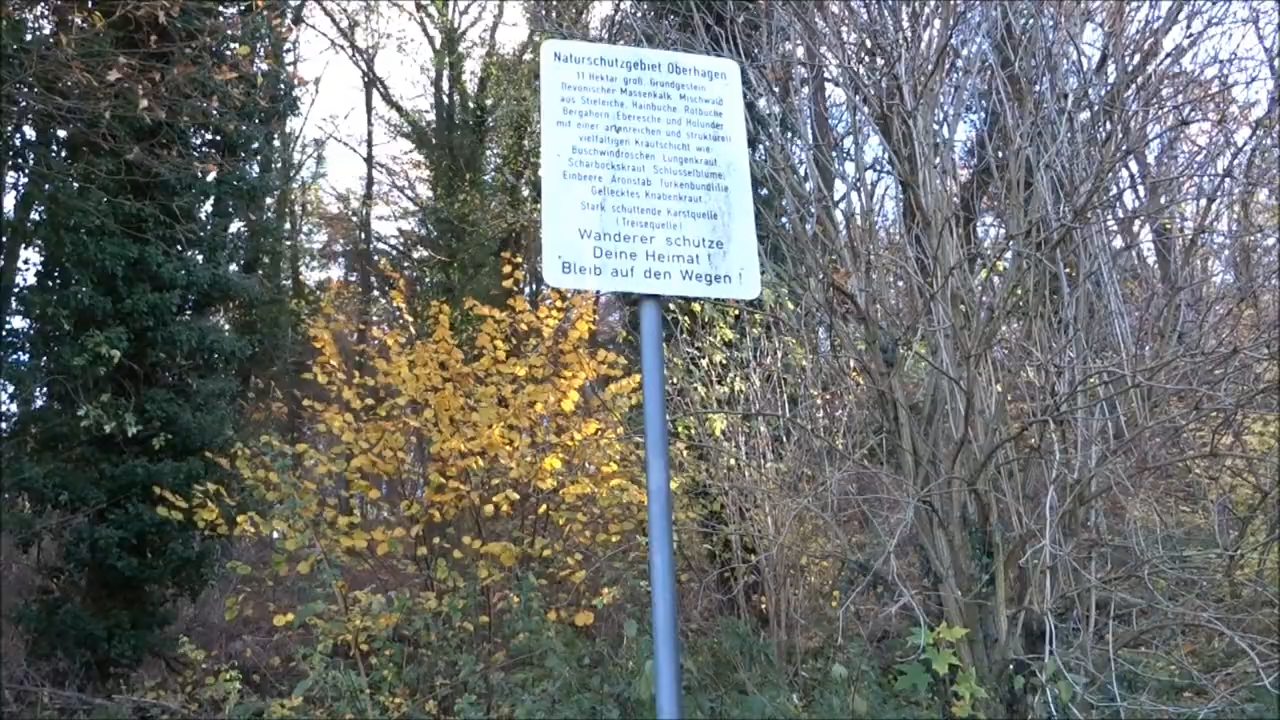 Naturschutzgebiet Oberhagen
11 Hektar groß. Grundgestein
Devonischer Massenkalk. Mischwald
aus Stieleiche, Hainbuche, Rotbuche
Bergahorn, Eberesche und Holunder
mit einer artenreichen und strukturell
vielfältigen Krautschicht wie:
Buschwindröschen Lungenkraut
Scharbockskraut Schlüsselblume,
Einbeere Aronstab Türkenbundlilie
Geflecktes Knabenkraut.
Stark schüttende Karstquelle
(Treisequelle)
Wanderer schütze
Deine Heimat !
Bleib auf den Wegen !